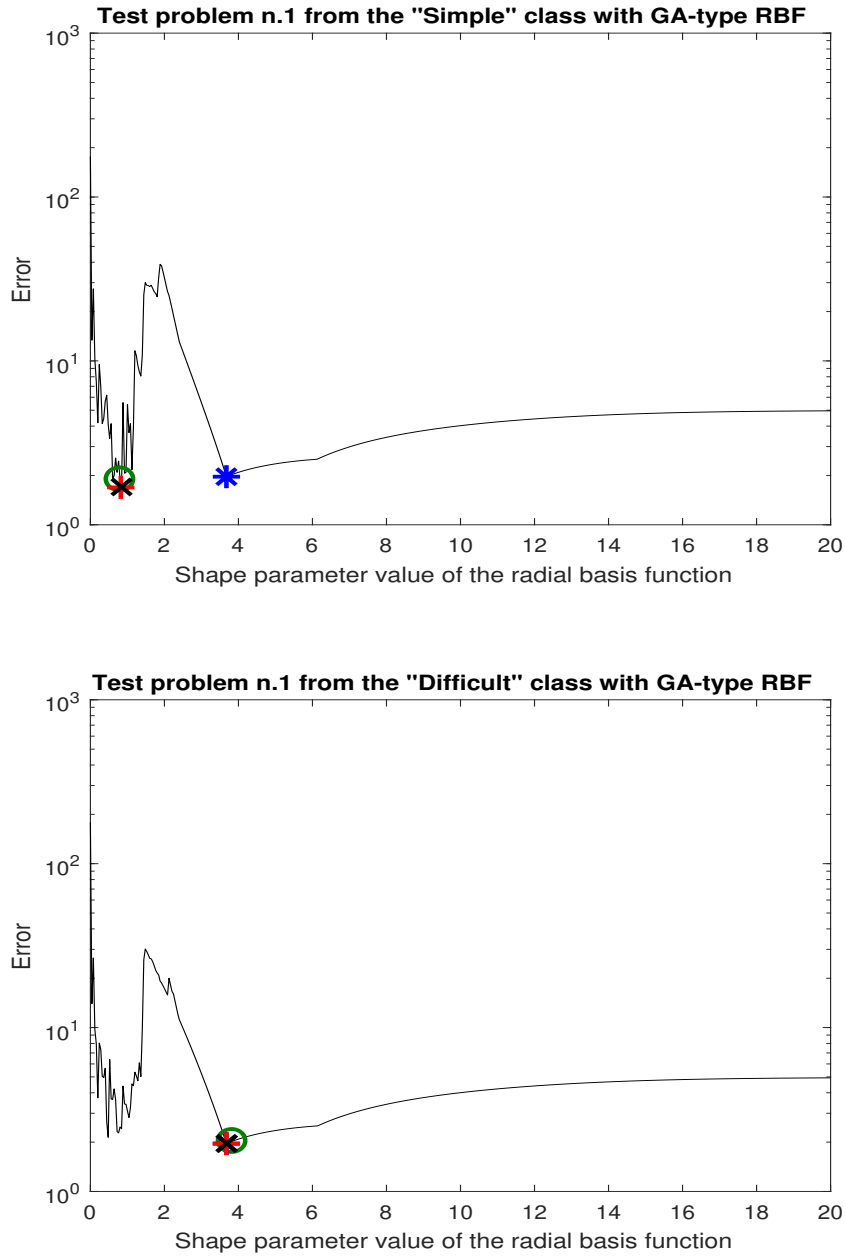 Test problem n.1 from the "Simple" class with GA-type RBF
10^3
10^2
10^1
10^0
Error
0 2 4 6 8 10 12 14 16 18 20
Shape parameter value of the radial basis function
Test problem n.1 from the "Difficult" class with GA-type RBF
10^3
10^2
10^1
10^0
Error
0 2 4 6 8 10 12 14 16 18 20
Shape parameter value of the radial basis function